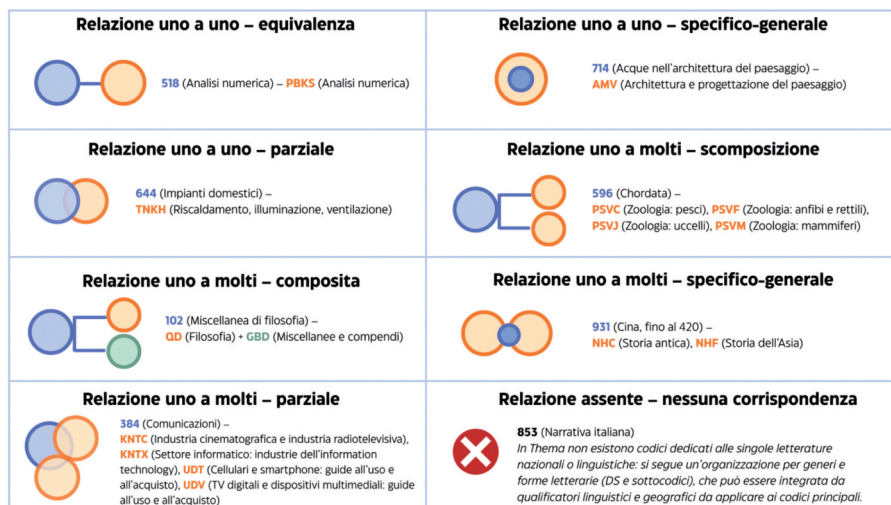 Relazione uno a uno – equivalenza
518 (Analisi numerica) – PBKS (Analisi numerica)
Relazione uno a uno – specifico-generale
714 (Acque nell'architettura del paesaggio) –
AMV (Architettura e progettazione del paesaggio)
Relazione uno a uno – parziale
644 (Impianti domestici) –
TNKH (Riscaldamento, illuminazione, ventilazione)
Relazione uno a molti – scomposizione
596 (Chordata) –
PSVC (Zoologia: pesci), PSVF (Zoologia: anfibi e rettili),
PSVJ (Zoologia: uccelli), PSVM (Zoologia: mammiferi)
Relazione uno a molti – composita
102 (Miscellanea di filosofia) –
QD (Filosofia) + GBD (Miscellanee e compendi)
Relazione uno a molti – specifico-generale
931 (Cina, fino al 420) –
NHC (Storia antica), NHF (Storia dell'Asia)
Relazione uno a molti – parziale
384 (Comunicazioni) –
KNTC (Industria cinematografica e industria radiotelevisiva),
KNTX (Settore informatico: industrie dell'information
technology), UDT (Cellulari e smartphone: guide all'uso e
all'acquisto), UDV (TV digitali e dispositivi multimediali: guide
all'uso e all'acquisto)
Relazione assente – nessuna corrispondenza
853 (Narrativa italiana)
In Thema non esistono codici dedicati alle singole letterature
nazionali o linguistiche: si segue un'organizzazione per generi e
forme letterarie (DS e sottocodici), che può essere integrata da
qualificatori linguistici e geografici da applicare ai codici principali.